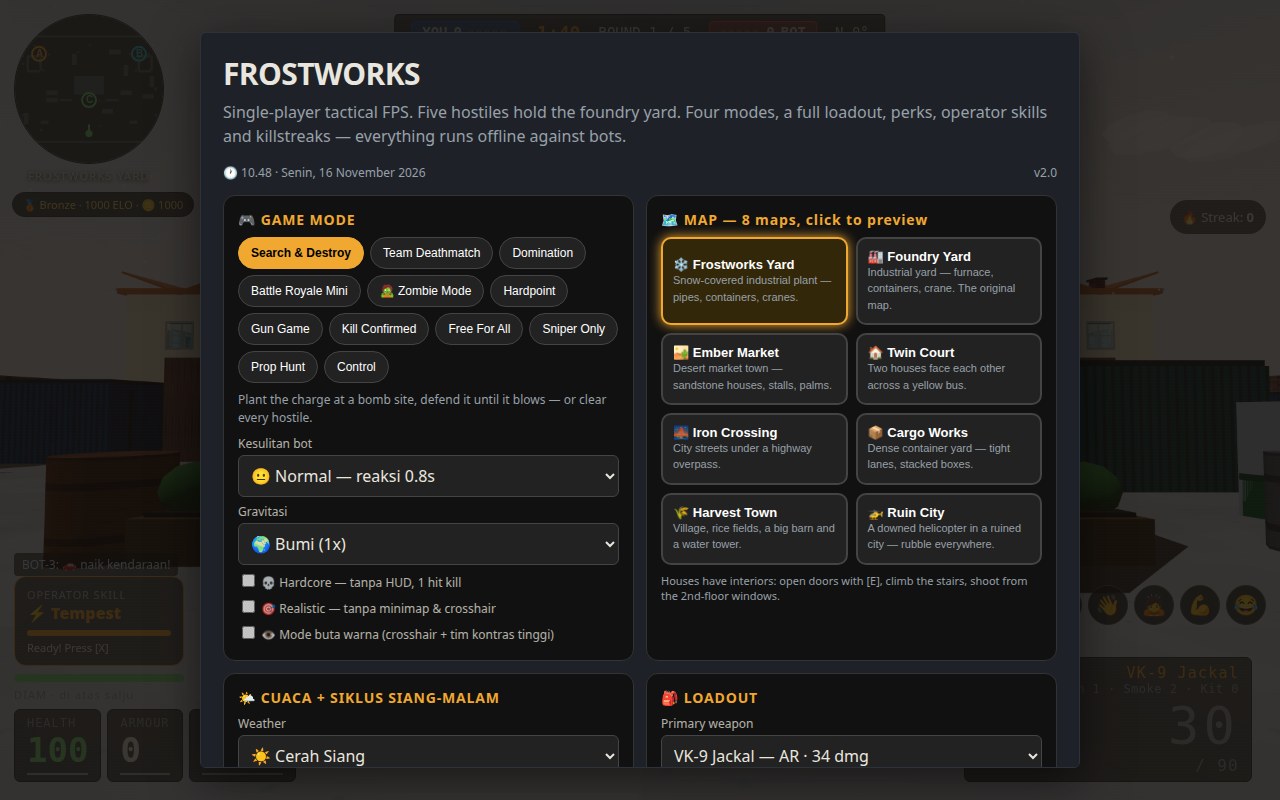 FROSTWORKS
Single-player tactical FPS. Five hostiles hold the foundry yard. Four modes, a full loadout, perks, operator skills
and killstreaks — everything runs offline against bots.
🕐 10.48 · Senin, 16 November 2026
v2.0
🎮 GAME MODE
Search & Destroy
Team Deathmatch
Domination
Battle Royale Mini
🧟 Zombie Mode
Hardpoint
Gun Game
Kill Confirmed
Free For All
Sniper Only
Prop Hunt
Control
Plant the charge at a bomb site, defend it until it blows — or clear
every hostile.
Kesulitan bot
😐 Normal — reaksi 0.8s
Gravitasi
🌍 Bumi (1x)
💀 Hardcore — tanpa HUD, 1 hit kill
🎯 Realistic — tanpa minimap & crosshair
👁️ Mode buta warna (crosshair + tim kontras tinggi)
🗺️ MAP — 8 maps, click to preview
❄️ Frostworks Yard
Snow-covered industrial plant —
pipes, containers, cranes.
🏭 Foundry Yard
Industrial yard — furnace,
containers, crane. The original
map.
🏜️ Ember Market
Desert market town —
sandstone houses, stalls, palms.
🏠 Twin Court
Two houses face each other
across a yellow bus.
🌉 Iron Crossing
City streets under a highway
overpass.
📦 Cargo Works
Dense container yard — tight
lanes, stacked boxes.
🌾 Harvest Town
Village, rice fields, a big barn and
a water tower.
🚁 Ruin City
A downed helicopter in a ruined
city — rubble everywhere.
Houses have interiors: open doors with [E], climb the stairs, shoot from
the 2nd-floor windows.
🌤️ CUACA + SIKLUS SIANG-MALAM
Weather
☀️ Cerah Siang
🎒 LOADOUT
Primary weapon
VK-9 Jackal — AR · 34 dmg
A
B
C
FROSTWORKS YARD
🏅 Bronze · 1000 ELO · 🪙 1000
🔥 Streak: 0
BOT-3: 🚗 naik kendaraan!
OPERATOR SKILL
⚡ Tempest
Ready! Press [X]
HEALTH
100
ARMOUR
0
VK-9 Jackal
Smoke 2 · Kit 0
30
/ 90